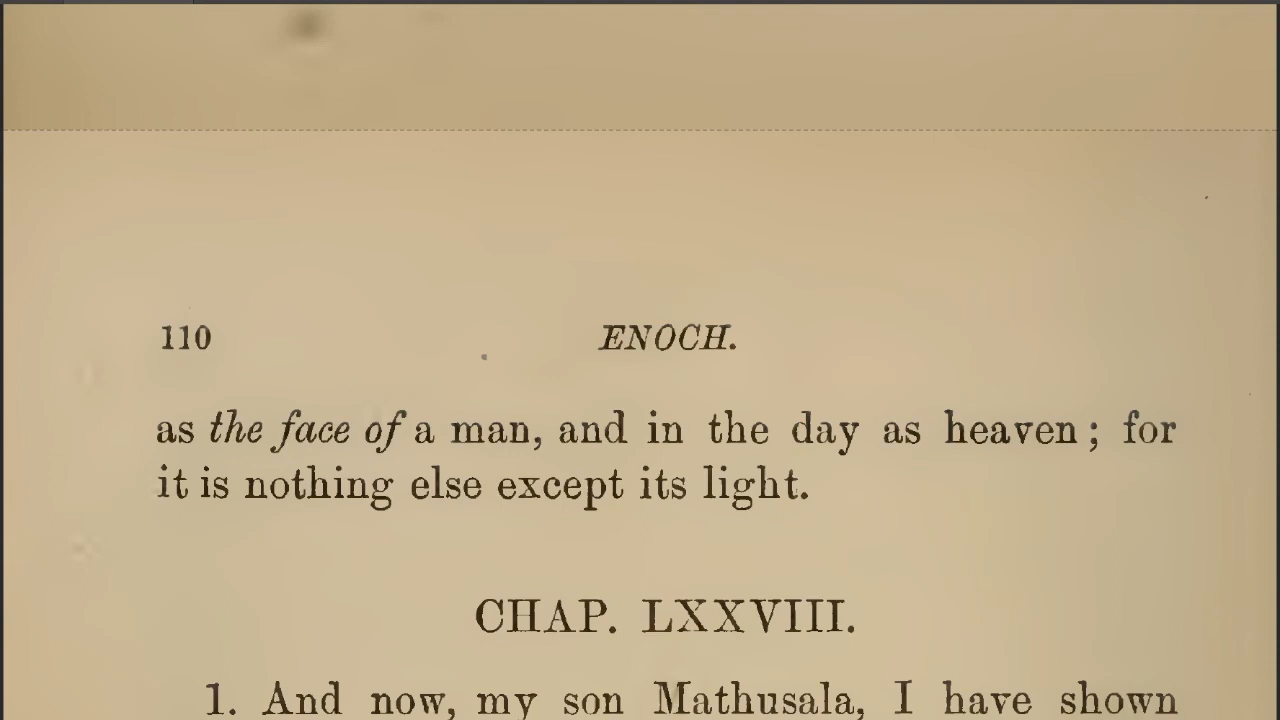 110 ENOCH.
as the face of a man, and in the day as heaven; for
it is nothing else except its light.
CHAP. LXXVIII.
1. And now, my son Mathusala, I have shown